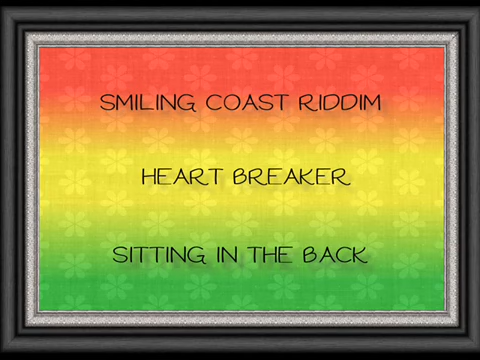 SMILING COAST RIDDIM
HEART BREAKER
SITTING IN THE BACK